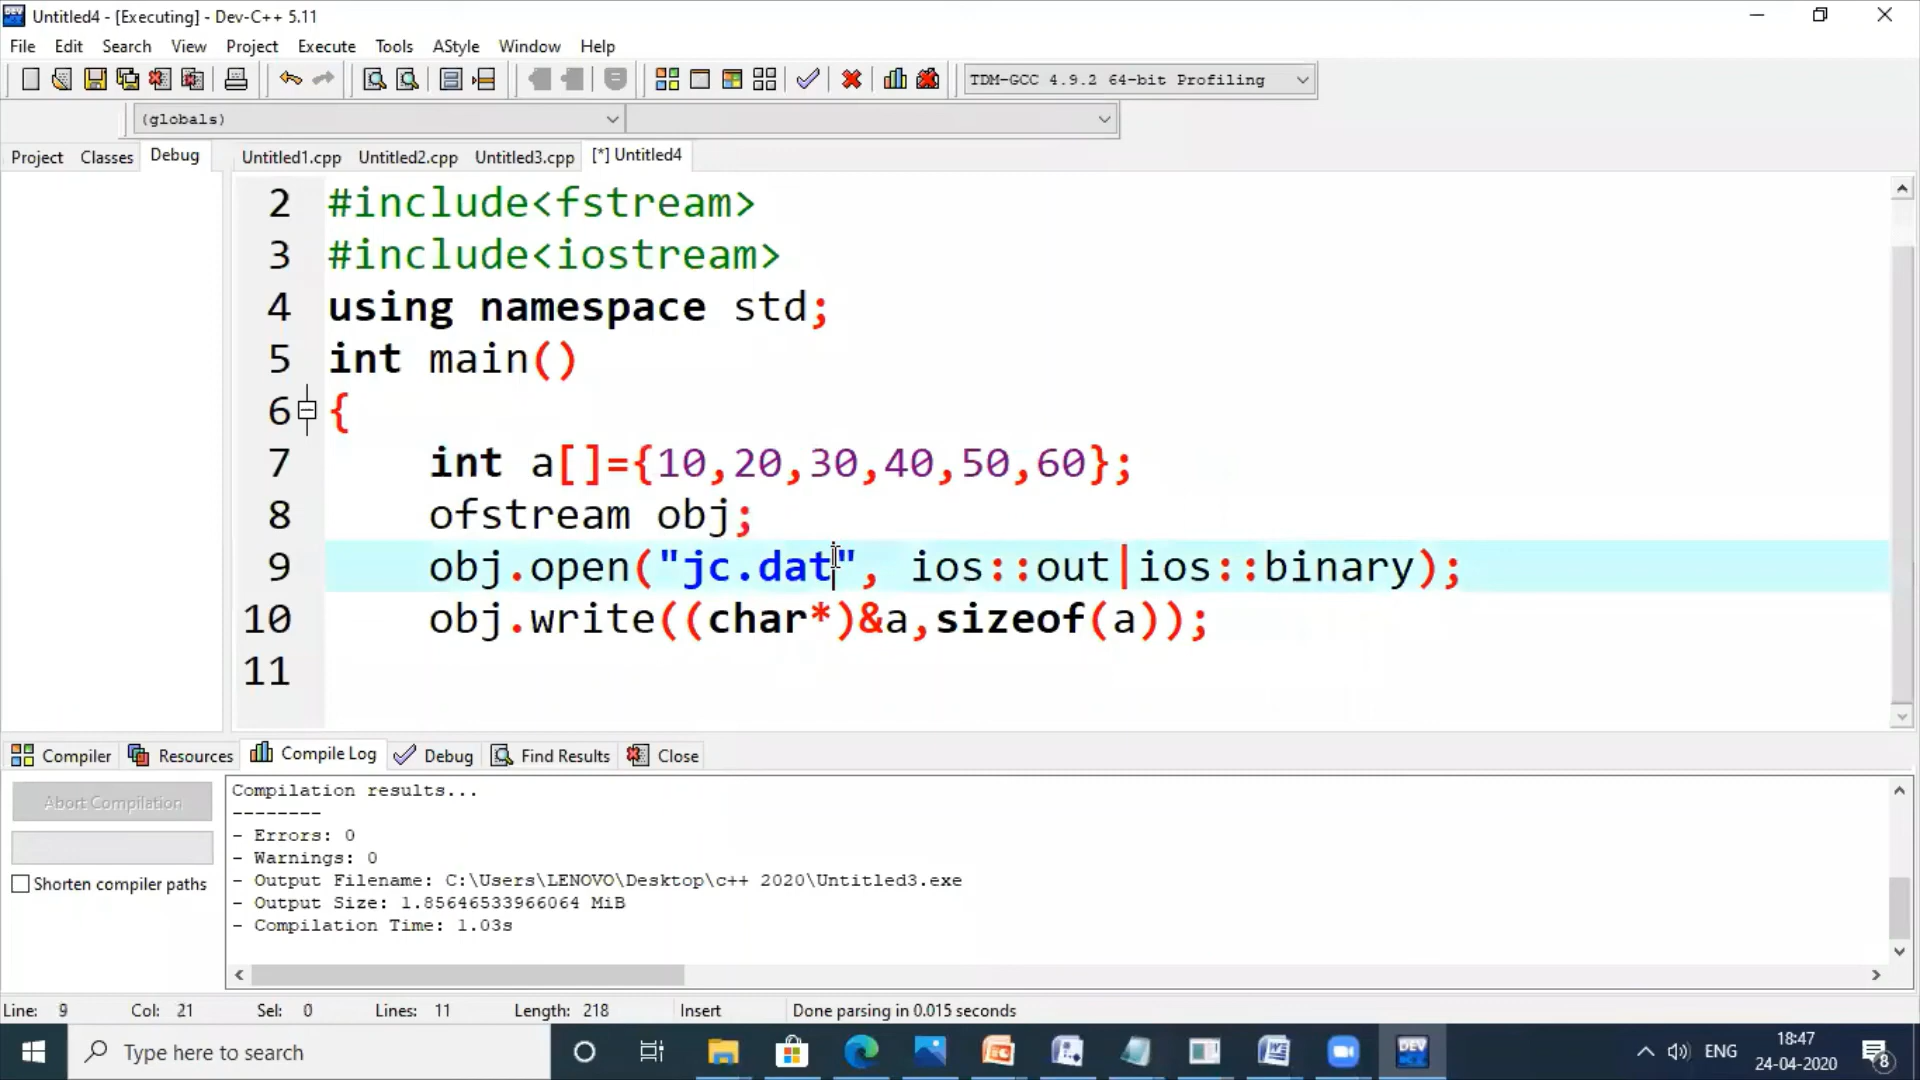 Untitled4 - [Executing] - Dev-C++ 5.11
File Edit Search View Project Execute Tools AStyle Window Help
TDM-GCC 4.9.2 64-bit Profiling
(globals)
Project Classes Debug Untitled1.cpp Untitled2.cpp Untitled3.cpp [*] Untitled4
2 #include<fstream>
3 #include<iostream>
4 using namespace std;
5 int main()
6 {
7 int a[]={10,20,30,40,50,60};
8 ofstream obj;
9 obj.open("jc.dat", ios::out|ios::binary);
10 obj.write((char*)&a,sizeof(a));
11
Compiler Resources Compile Log Debug Find Results Close
Abort Compilation
Shorten compiler paths
Compilation results...
--------
- Errors: 0
- Warnings: 0
- Output Filename: C:\Users\LENOVO\Desktop\c++ 2020\Untitled3.exe
- Output Size: 1.85646533966064 MiB
- Compilation Time: 1.03s
Line: 9 Col: 21 Sel: 0 Lines: 11 Length: 218 Insert Done parsing in 0.015 seconds
Type here to search
DEV
ENG
18:47
24-04-2020
8